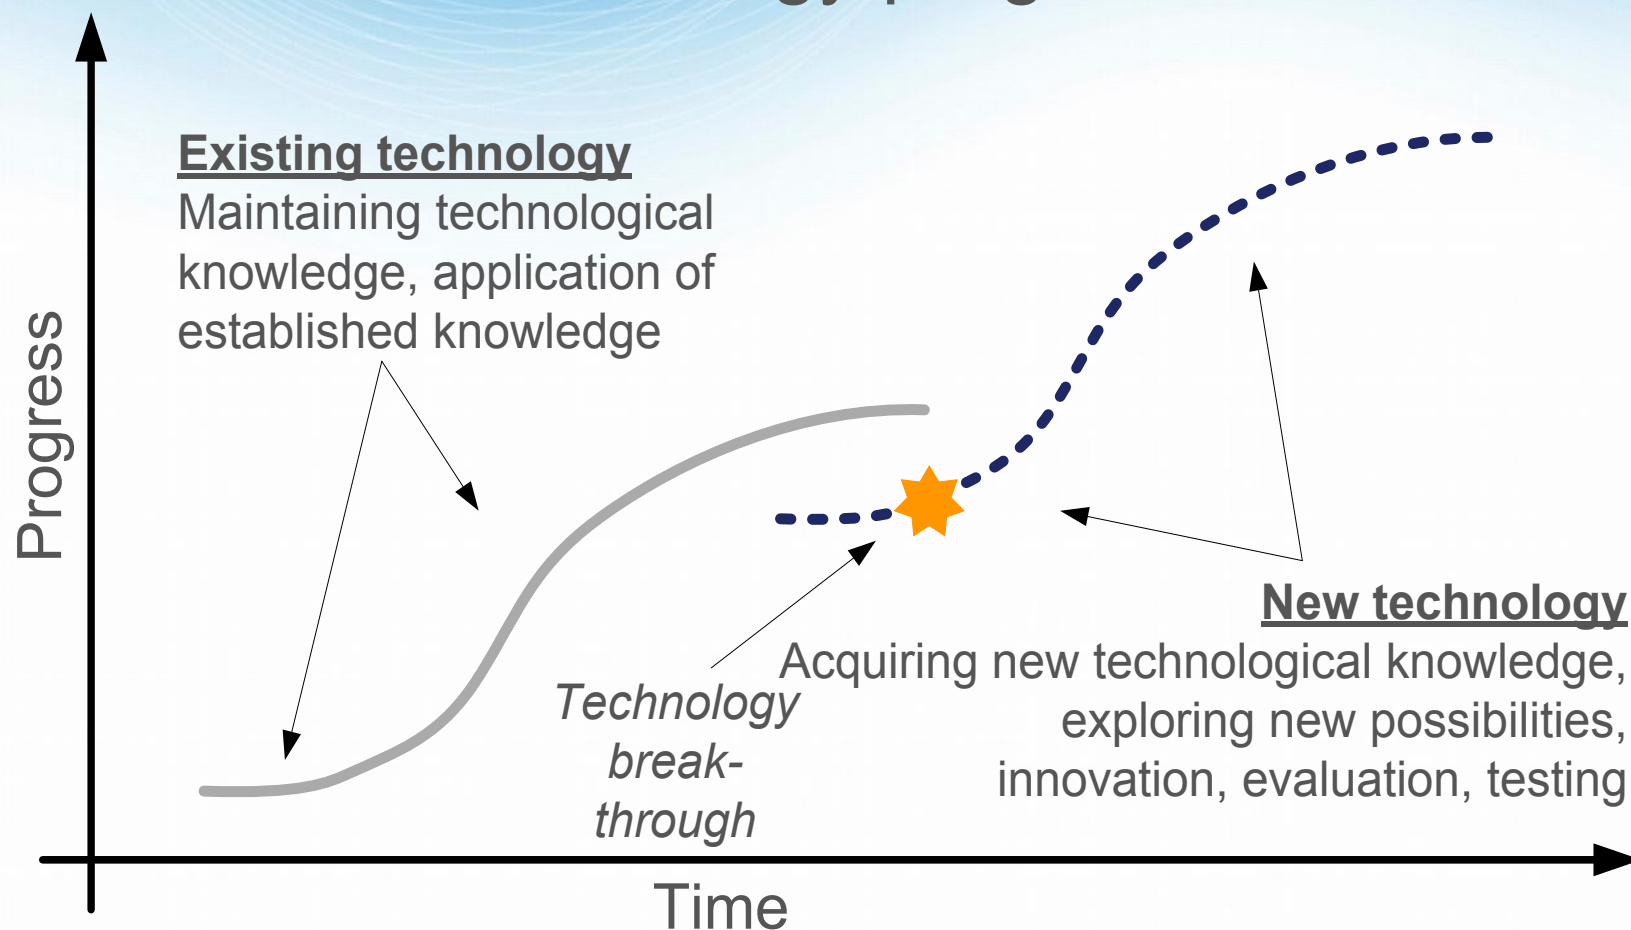 Existing technology
Maintaining technological
knowledge, application of
established knowledge
Progress
New technology
Acquiring new technological knowledge,
exploring new possibilities,
innovation, evaluation, testing
Technology
break-
through
Time